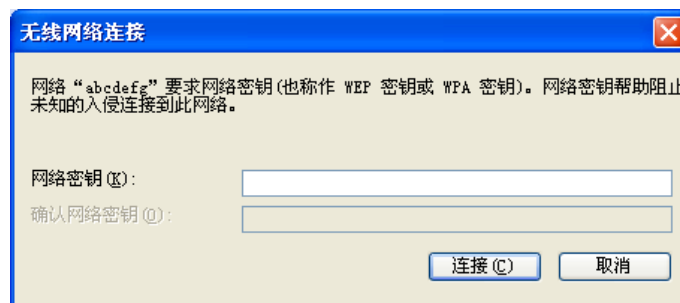 无线网络连接
网络“abcdefg”要求网络密钥(也称作 WEP 密钥或 WPA 密钥)。网络密钥帮助阻止
未知的入侵连接到此网络。
网络密钥(K):
确认网络密钥(O):
连接(C)
取消